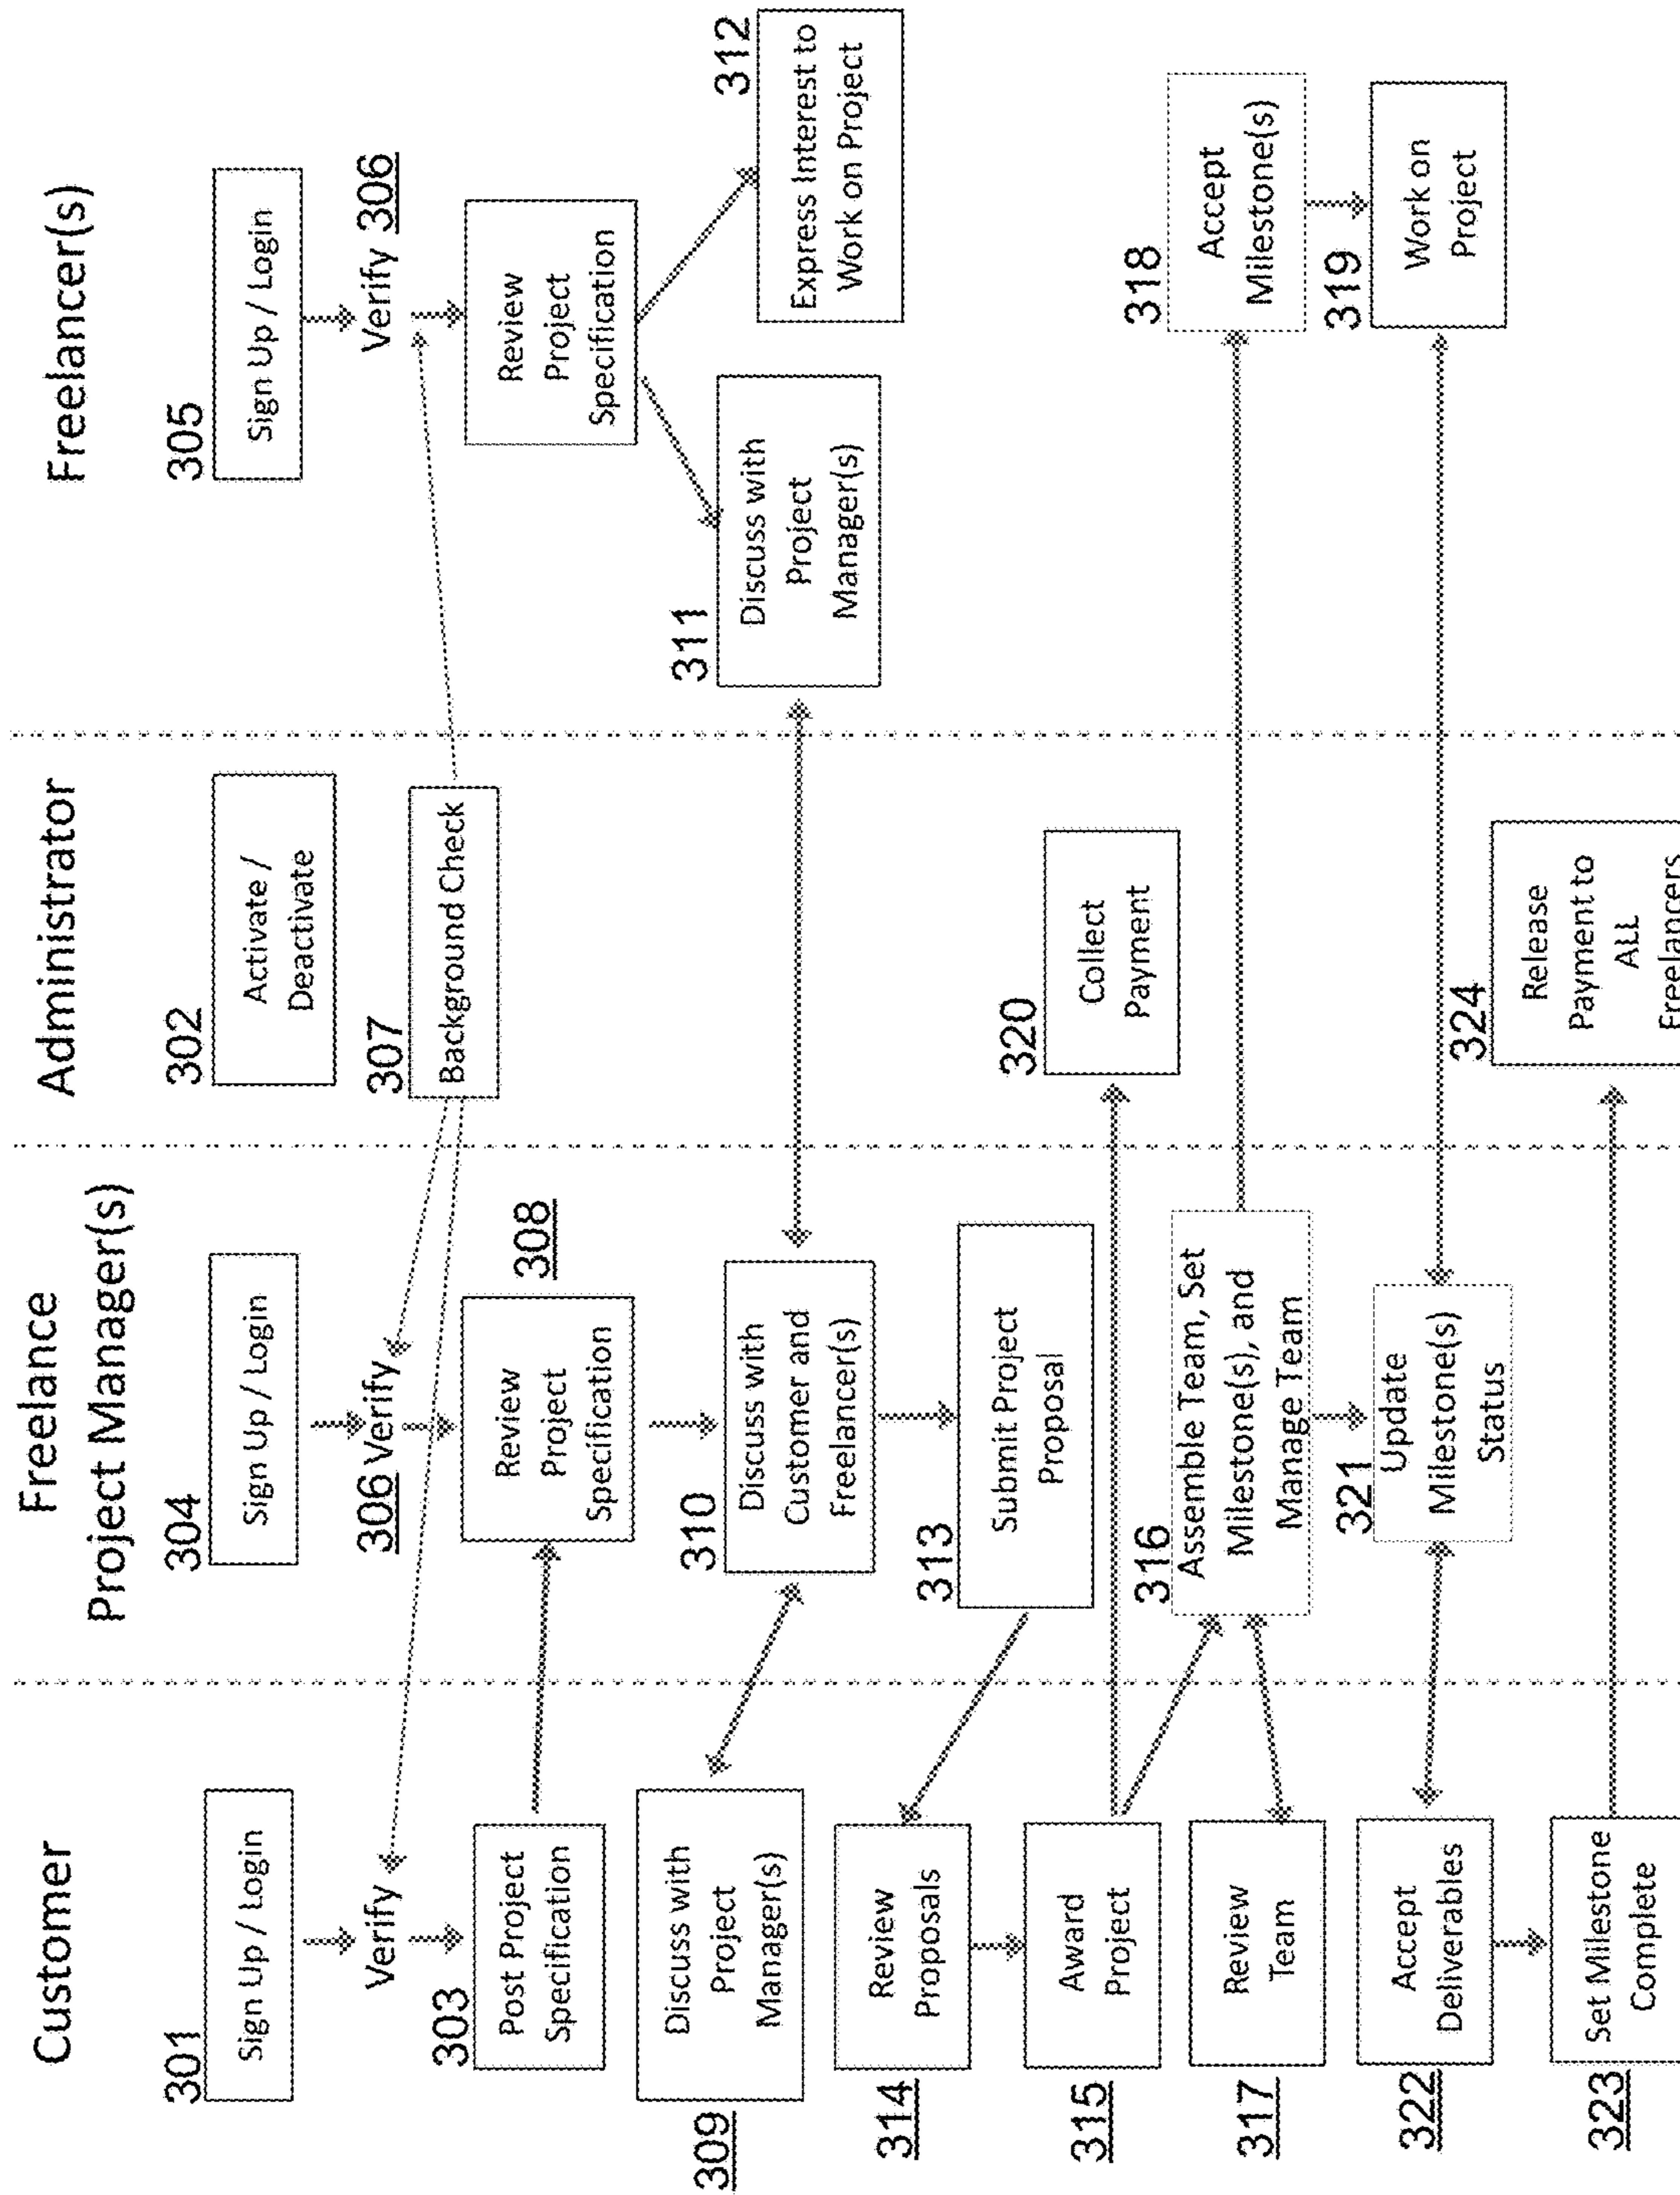 Customer
Freelance
Project Manager(s)
Administrator
Freelancer(s)
301
Sign Up / Login
304
Sign Up / Login
302
Activate /
Deactivate
305
Sign Up / Login
Verify
306 Verify
307
Background Check
Verify 306
303
Post Project
Specification
308
Review
Project
Specification
Review
Project
Specification
309
Discuss with
Project
Manager(s)
310
Discuss with
Customer and
Freelancer(s)
311
Discuss with
Project
Manager(s)
312
Express Interest to
Work on Project
313
Submit Project
Proposal
314
Review
Proposals
315
Award
Project
320
Collect
Payment
316
Assemble Team, Set
Milestone(s), and
Manage Team
317
Review
Team
318
Accept
Milestone(s)
319
Work on
Project
321
Update
Milestone(s)
Status
322
Accept
Deliverables
323
Set Milestone
Complete
324
Release
Payment to
ALL
Freelancers